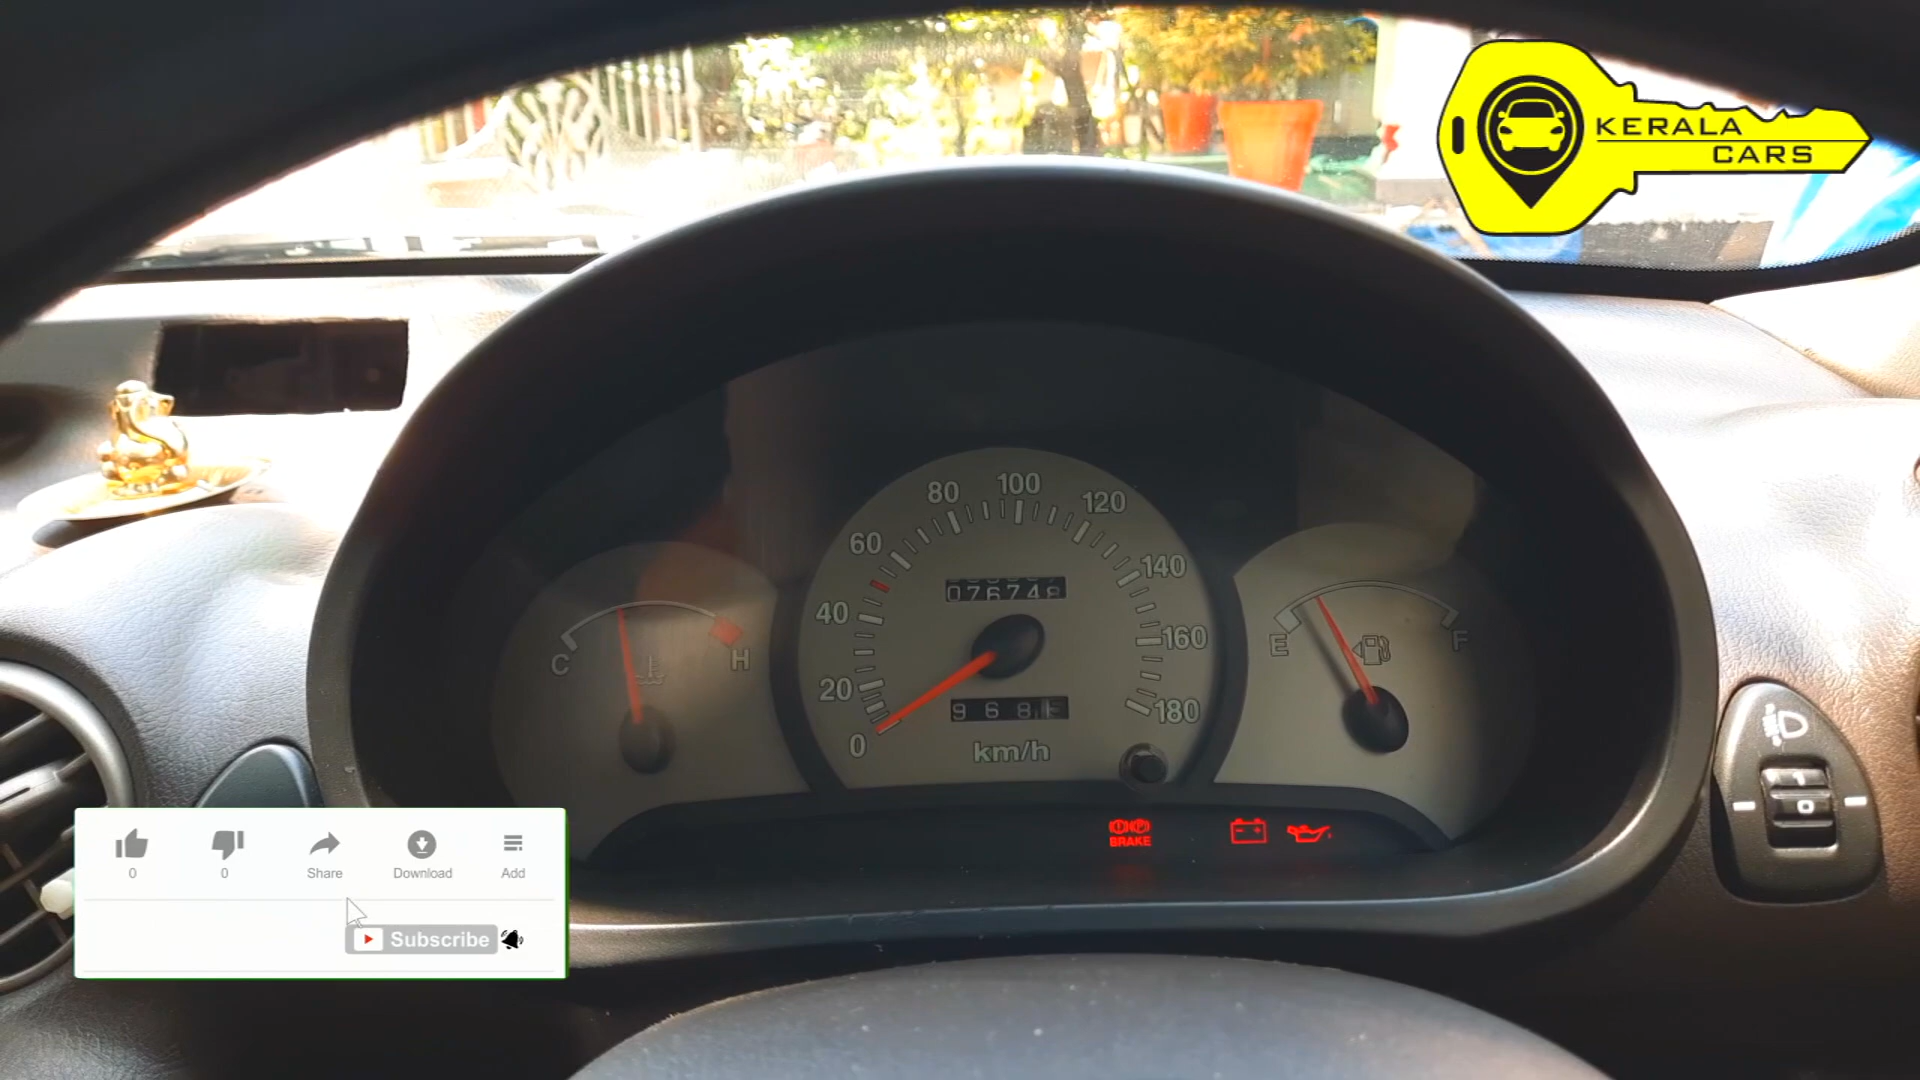 KERALA
CARS
80 100 120
60 140
40 160
20 180
0
076748
9681
km/h
C H
E F
BRAKE
0
0 0 Share Download Add
Subscribe